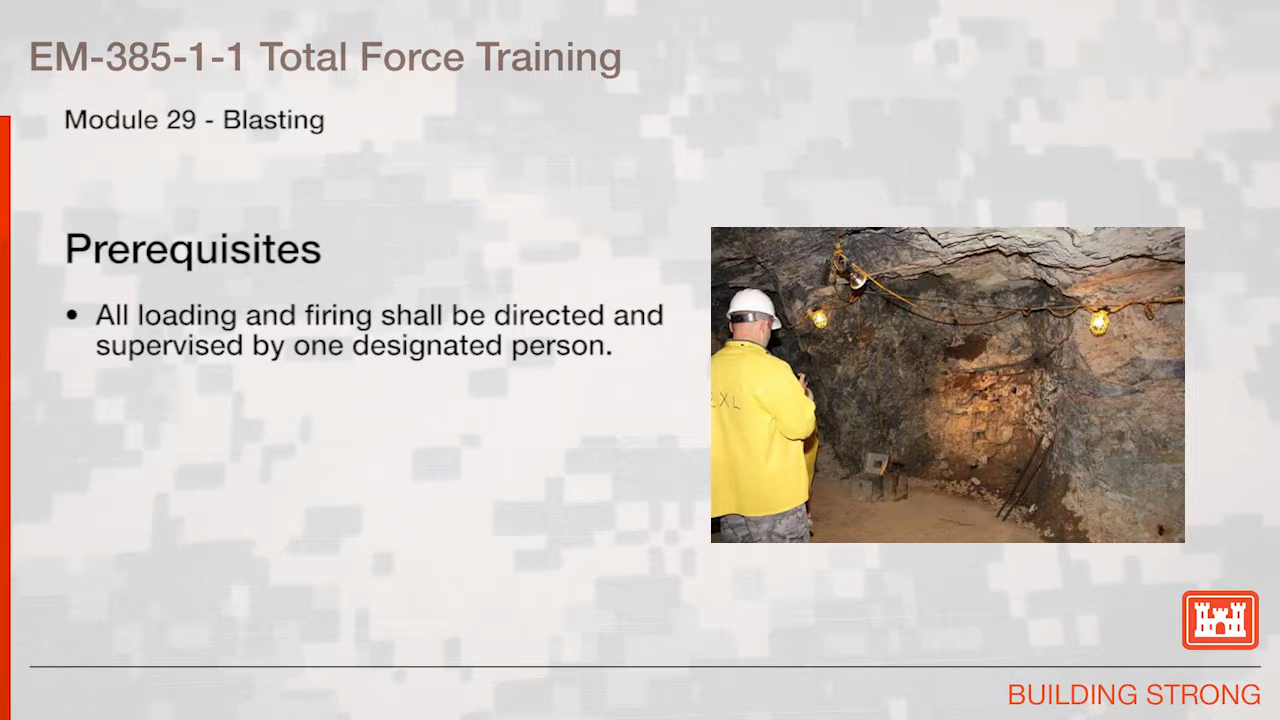 EM-385-1-1 Total Force Training
Module 29 - Blasting
Prerequisites
• All loading and firing shall be directed and
supervised by one designated person.
2XL
BUILDING STRONG